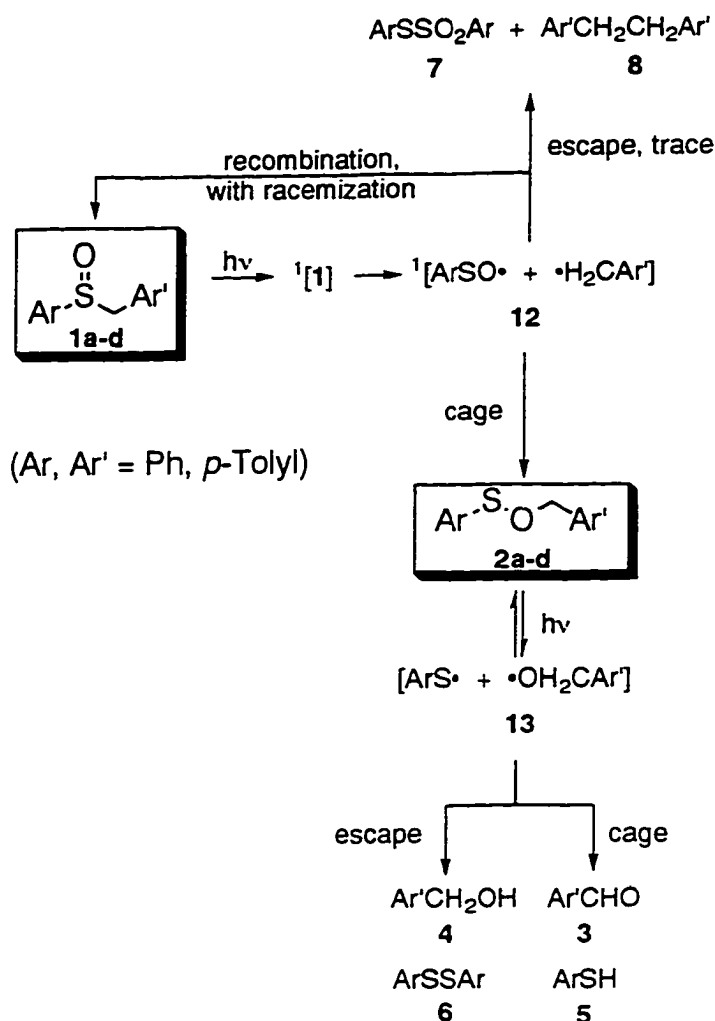 ArSSO₂Ar + Ar'CH₂CH₂Ar'
7 8
escape, trace
recombination,
with racemization
O
S
Ar Ar'
1a-d
hν
¹[1]
¹[ArSO• + •H₂CAr']
12
cage
(Ar, Ar' = Ph, p-Tolyl)
Ar S O Ar'
2a-d
hν
[ArS• + •OH₂CAr']
13
escape cage
Ar'CH₂OH Ar'CHO
4 3
ArSSAr ArSH
6 5